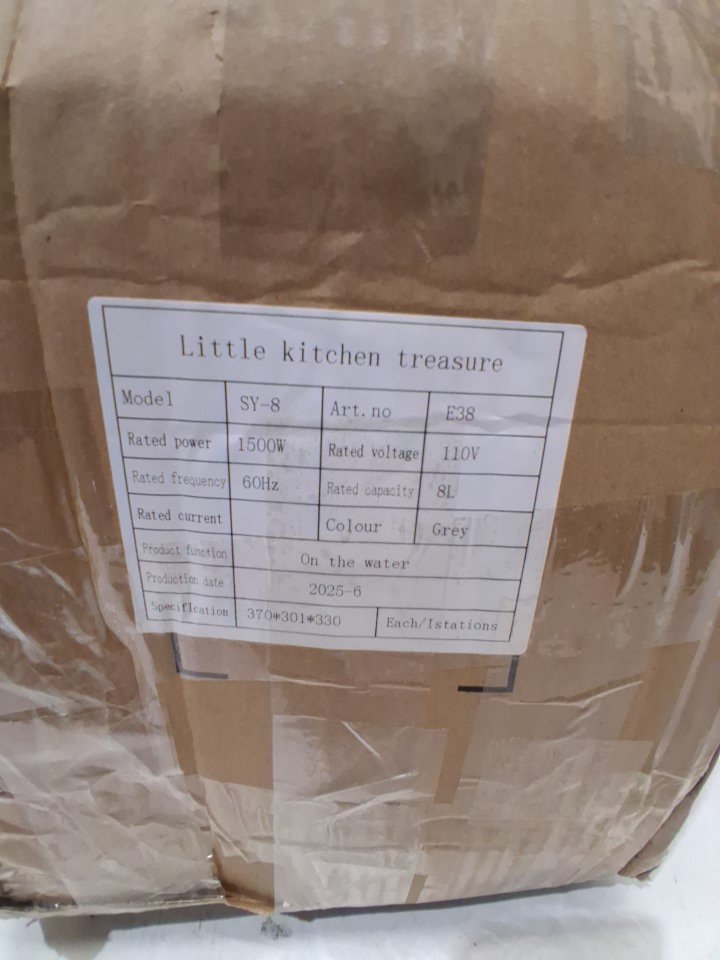 Little kitchen treasure
Model SY-8 Art.no E38
Rated power 1500W Rated voltage 110V
Rated frequency 60Hz Rated capacity 8L
Rated current Colour Grey
Product function On the water
Production date 2025-6
Speciflcation 370*301*330 Each/Istations